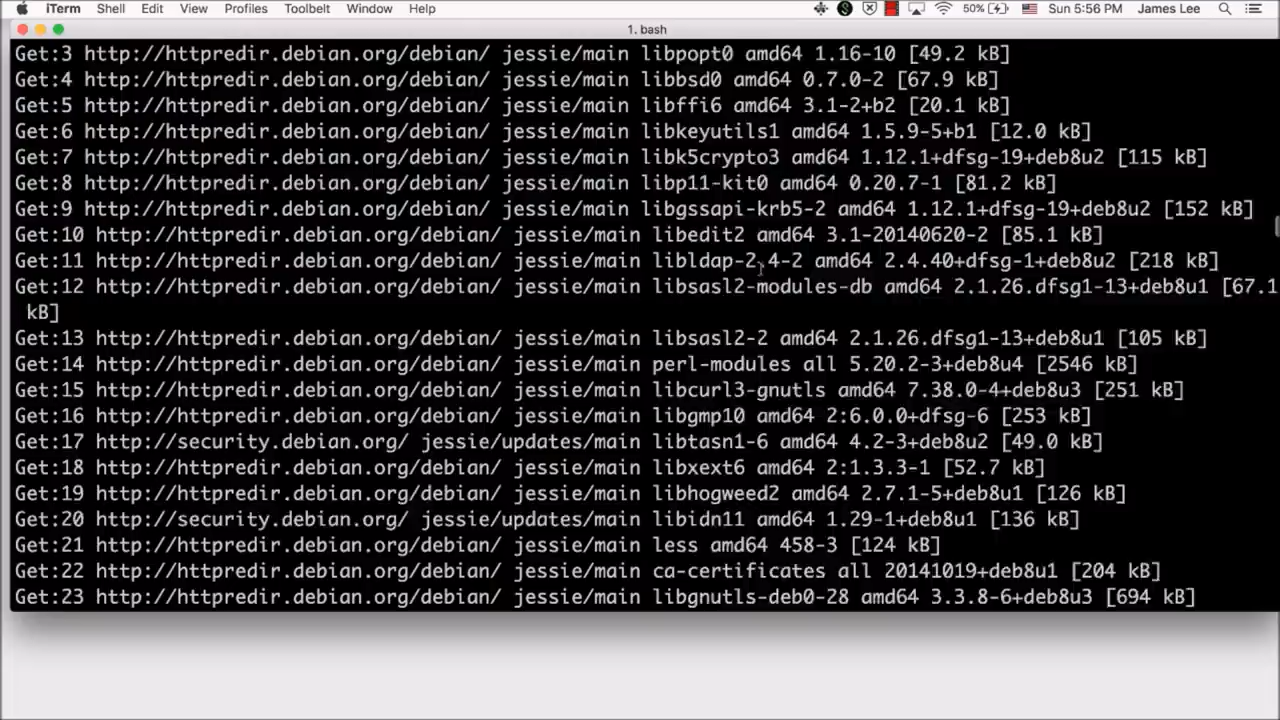 iTerm Shell Edit View Profiles Toolbelt Window Help 50% Sun 5:56 PM James Lee
1. bash
Get:3 http://httpredir.debian.org/debian/ jessie/main libpopt0 amd64 1.16-10 [49.2 kB]
Get:4 http://httpredir.debian.org/debian/ jessie/main libbsd0 amd64 0.7.0-2 [67.9 kB]
Get:5 http://httpredir.debian.org/debian/ jessie/main libffi6 amd64 3.1-2+b2 [20.1 kB]
Get:6 http://httpredir.debian.org/debian/ jessie/main libkeyutils1 amd64 1.5.9-5+b1 [12.0 kB]
Get:7 http://httpredir.debian.org/debian/ jessie/main libk5crypto3 amd64 1.12.1+dfsg-19+deb8u2 [115 kB]
Get:8 http://httpredir.debian.org/debian/ jessie/main libp11-kit0 amd64 0.20.7-1 [81.2 kB]
Get:9 http://httpredir.debian.org/debian/ jessie/main libgssapi-krb5-2 amd64 1.12.1+dfsg-19+deb8u2 [152 kB]
Get:10 http://httpredir.debian.org/debian/ jessie/main libedit2 amd64 3.1-20140620-2 [85.1 kB]
Get:11 http://httpredir.debian.org/debian/ jessie/main libldap-2.4-2 amd64 2.4.40+dfsg-1+deb8u2 [218 kB]
Get:12 http://httpredir.debian.org/debian/ jessie/main libsasl2-modules-db amd64 2.1.26.dfsg1-13+deb8u1 [67.1
kB]
Get:13 http://httpredir.debian.org/debian/ jessie/main libsasl2-2 amd64 2.1.26.dfsg1-13+deb8u1 [105 kB]
Get:14 http://httpredir.debian.org/debian/ jessie/main perl-modules all 5.20.2-3+deb8u4 [2546 kB]
Get:15 http://httpredir.debian.org/debian/ jessie/main libcurl3-gnutls amd64 7.38.0-4+deb8u3 [251 kB]
Get:16 http://httpredir.debian.org/debian/ jessie/main libgmp10 amd64 2:6.0.0+dfsg-6 [253 kB]
Get:17 http://security.debian.org/ jessie/updates/main libtasn1-6 amd64 4.2-3+deb8u2 [49.0 kB]
Get:18 http://httpredir.debian.org/debian/ jessie/main libxext6 amd64 2:1.3.3-1 [52.7 kB]
Get:19 http://httpredir.debian.org/debian/ jessie/main libhogweed2 amd64 2.7.1-5+deb8u1 [126 kB]
Get:20 http://security.debian.org/ jessie/updates/main libidn11 amd64 1.29-1+deb8u1 [136 kB]
Get:21 http://httpredir.debian.org/debian/ jessie/main less amd64 458-3 [124 kB]
Get:22 http://httpredir.debian.org/debian/ jessie/main ca-certificates all 20141019+deb8u1 [204 kB]
Get:23 http://httpredir.debian.org/debian/ jessie/main libgnutls-deb0-28 amd64 3.3.8-6+deb8u3 [694 kB]